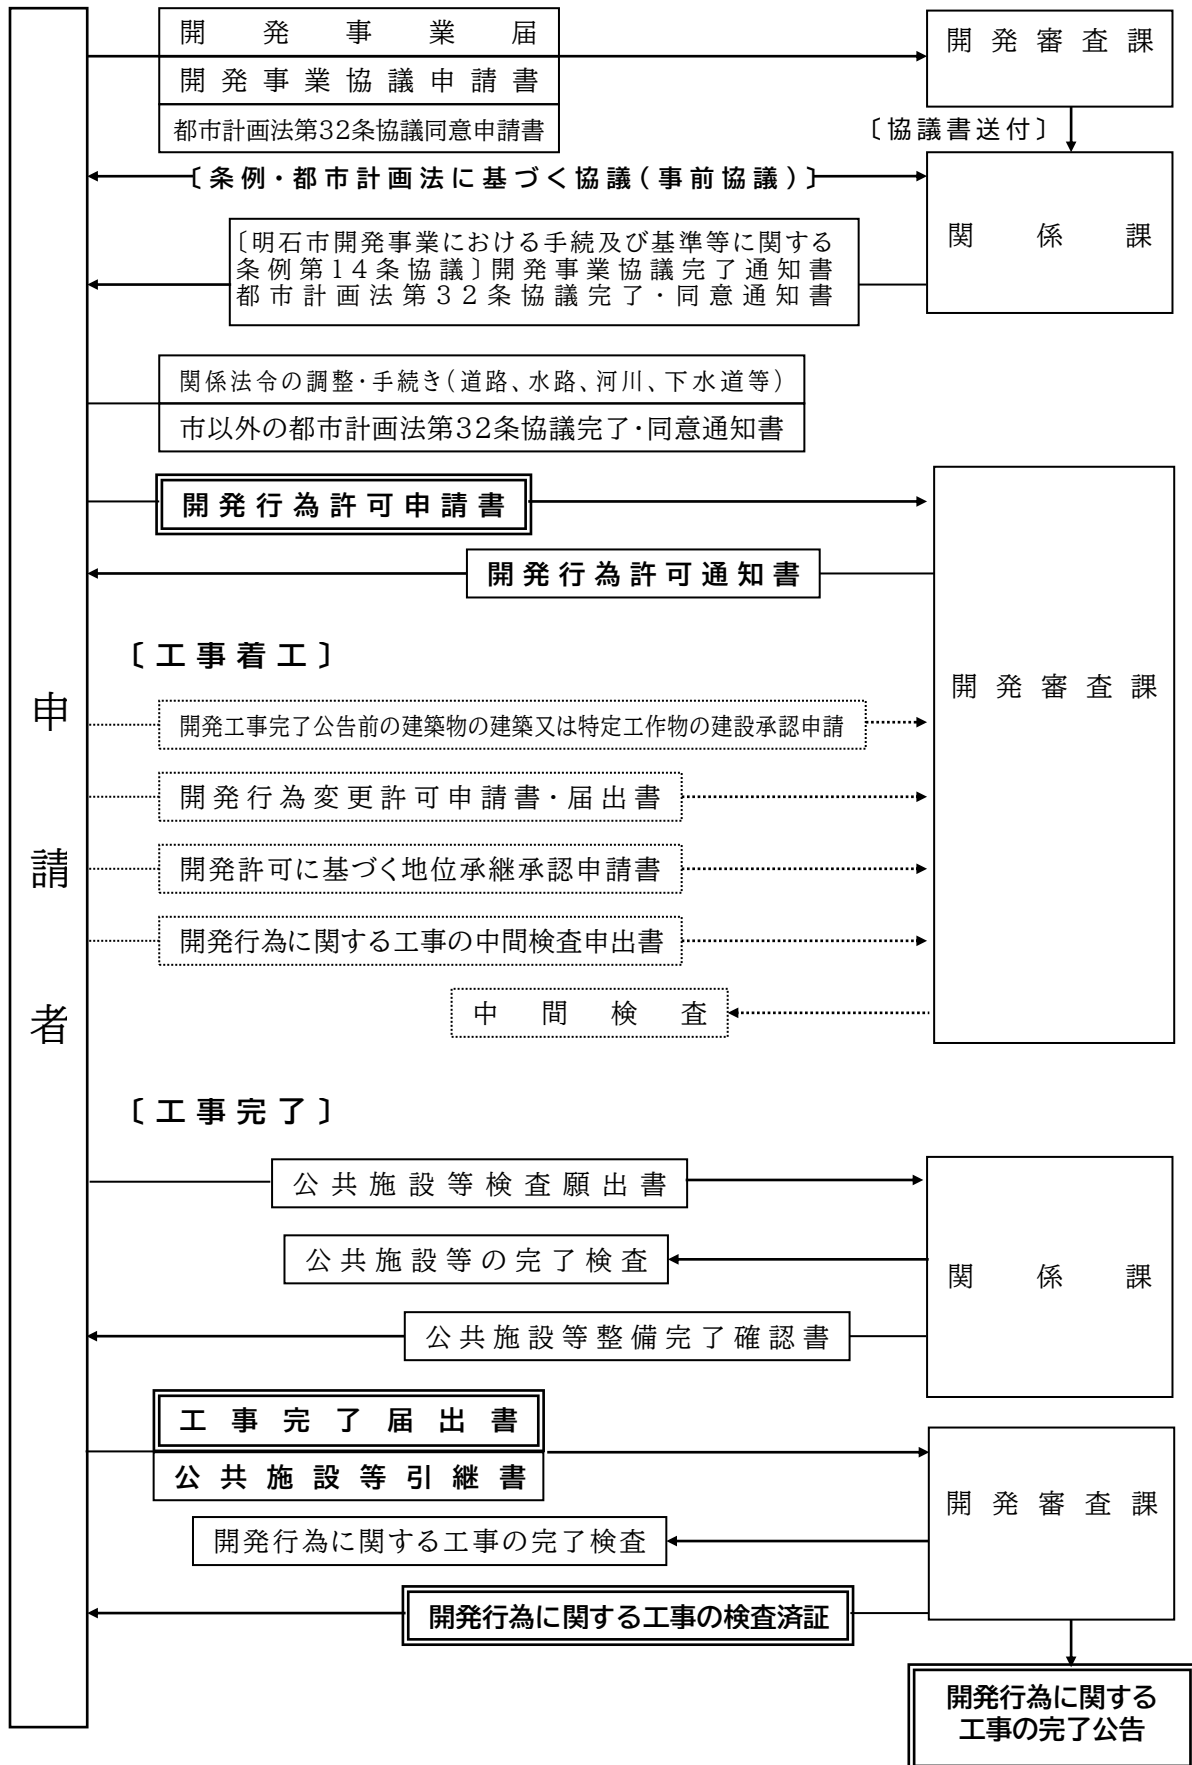 開発事業届
開発審査課
開発事業協議申請書
都市計画法第32条協議同意申請書
〔協議書送付〕
〔条例・都市計画法に基づく協議(事前協議)〕
関係課
〔明石市開発事業における手続及び基準等に関する
条例第14条協議〕開発事業協議完了通知書
都市計画法第32条協議完了・同意通知書
関係法令の調整・手続き(道路、水路、河川、下水道等)
市以外の都市計画法第32条協議完了・同意通知書
開発行為許可申請書
開発行為許可通知書
〔工事着工〕
開発審査課
申請者
開発工事完了公告前の建築物の建築又は特定工作物の建設承認申請
開発行為変更許可申請書・届出書
開発許可に基づく地位承継承認申請書
開発行為に関する工事の中間検査申出書
中間検査
〔工事完了〕
公共施設等検査願出書
公共施設等の完了検査
関係課
公共施設等整備完了確認書
工事完了届出書
公共施設等引継書
開発審査課
開発行為に関する工事の完了検査
開発行為に関する工事の検査済証
開発行為に関する
工事の完了公告